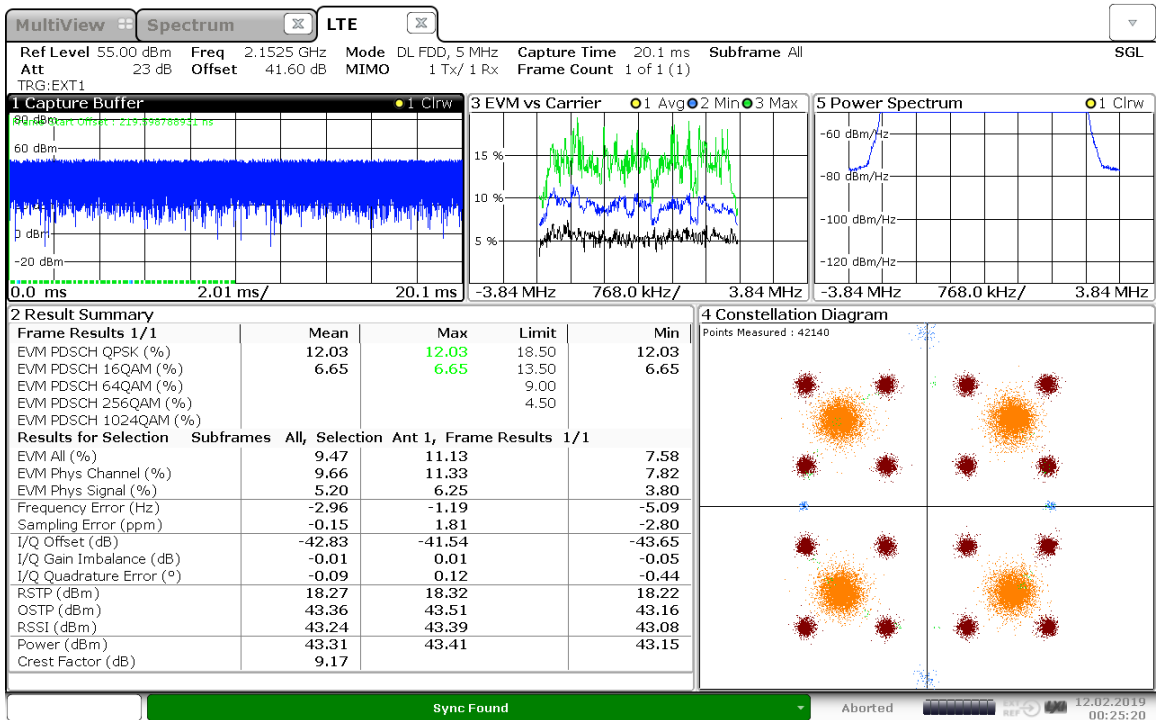 MultiView Spectrum X LTE X
Ref Level 55.00 dBm Freq 2.1525 GHz Mode DL FDD, 5 MHz Capture Time 20.1 ms Subframe All SGL
Att 23 dB Offset 41.60 dB MIMO 1 Tx/ 1 Rx Frame Count 1 of 1 (1)
TRG:EXT1
1 Capture Buffer 1 Clrw
80 dBm
Frame Start Offset : 219.598768931 ms
60 dBm
0 dBm
-20 dBm
0.0 ms 2.01 ms/ 20.1 ms
3 EVM vs Carrier 1 Avg 2 Min 3 Max
15 %
10 %
5 %
-3.84 MHz 768.0 kHz/ 3.84 MHz
5 Power Spectrum 1 Clrw
-60 dBm/Hz
-80 dBm/Hz
-100 dBm/Hz
-120 dBm/Hz
-3.84 MHz 768.0 kHz/ 3.84 MHz
2 Result Summary
Frame Results 1/1 Mean Max Limit Min
EVM PDSCH QPSK (%) 12.03 12.03 18.50 12.03
EVM PDSCH 16QAM (%) 6.65 6.65 13.50 6.65
EVM PDSCH 64QAM (%) 9.00
EVM PDSCH 256QAM (%) 4.50
EVM PDSCH 1024QAM (%)
Results for Selection Subframes All, Selection Ant 1, Frame Results 1/1
EVM All (%) 9.47 11.13 7.58
EVM Phys Channel (%) 9.66 11.33 7.82
EVM Phys Signal (%) 5.20 6.25 3.80
Frequency Error (Hz) -2.96 -1.19 -5.09
Sampling Error (ppm) -0.15 1.81 -2.80
I/Q Offset (dB) -42.83 -41.54 -43.65
I/Q Gain Imbalance (dB) -0.01 0.01 -0.05
I/Q Quadrature Error (°) -0.09 0.12 -0.44
RSTP (dBm) 18.27 18.32 18.22
OSTP (dBm) 43.36 43.51 43.16
RSSI (dBm) 43.24 43.39 43.08
Power (dBm) 43.31 43.41 43.15
Crest Factor (dB) 9.17
4 Constellation Diagram
Points Measured : 42140
Sync Found Aborted EXT REF 12.02.2019
00:25:20